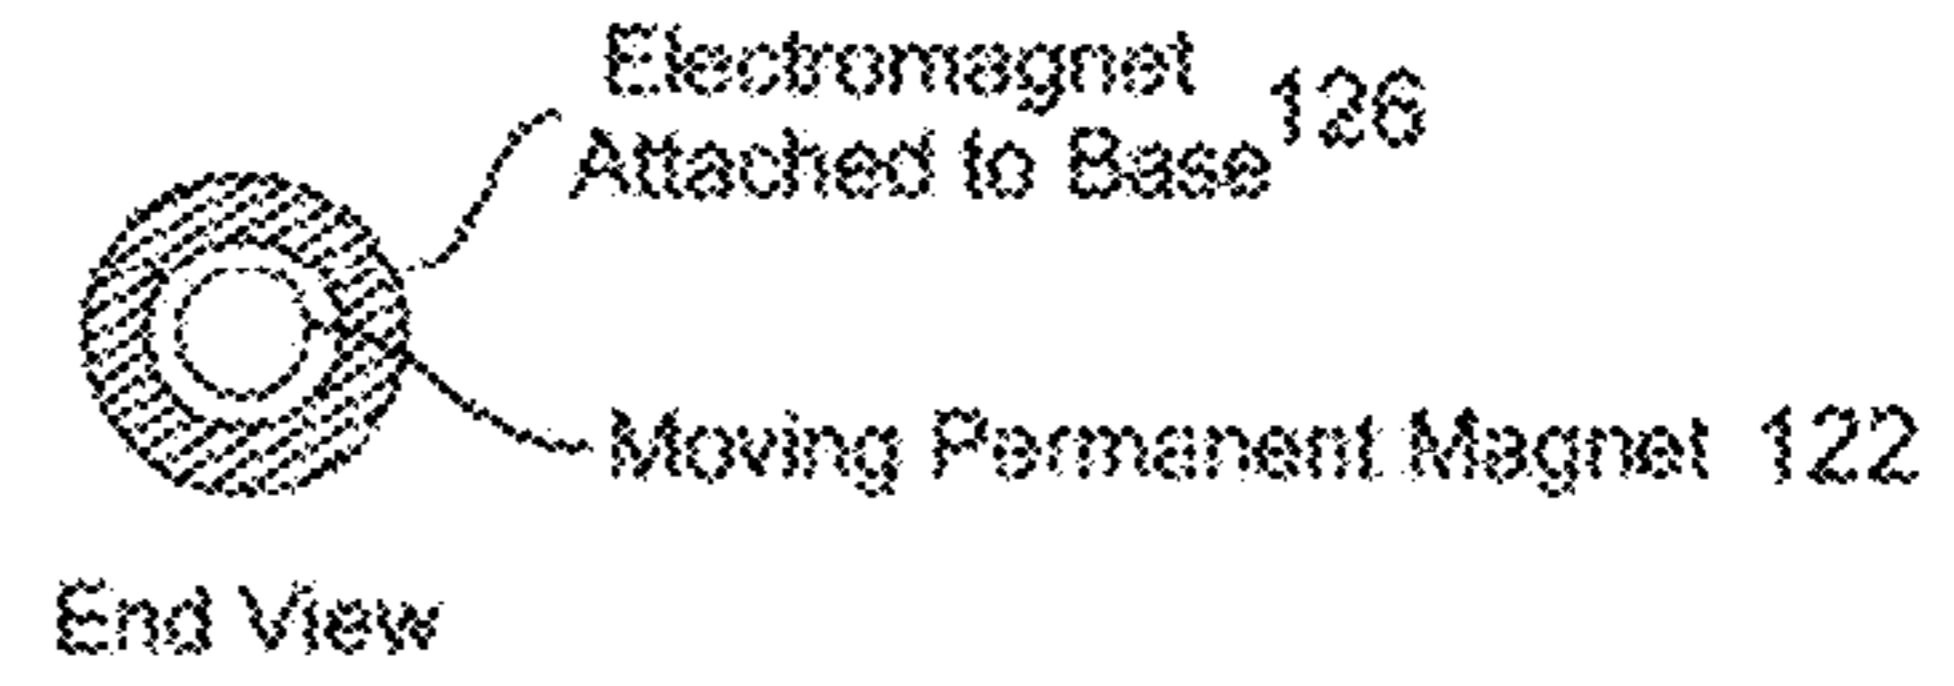 Electromagnet
Attached to Base 126
Moving Permanent Magnet 122
End View